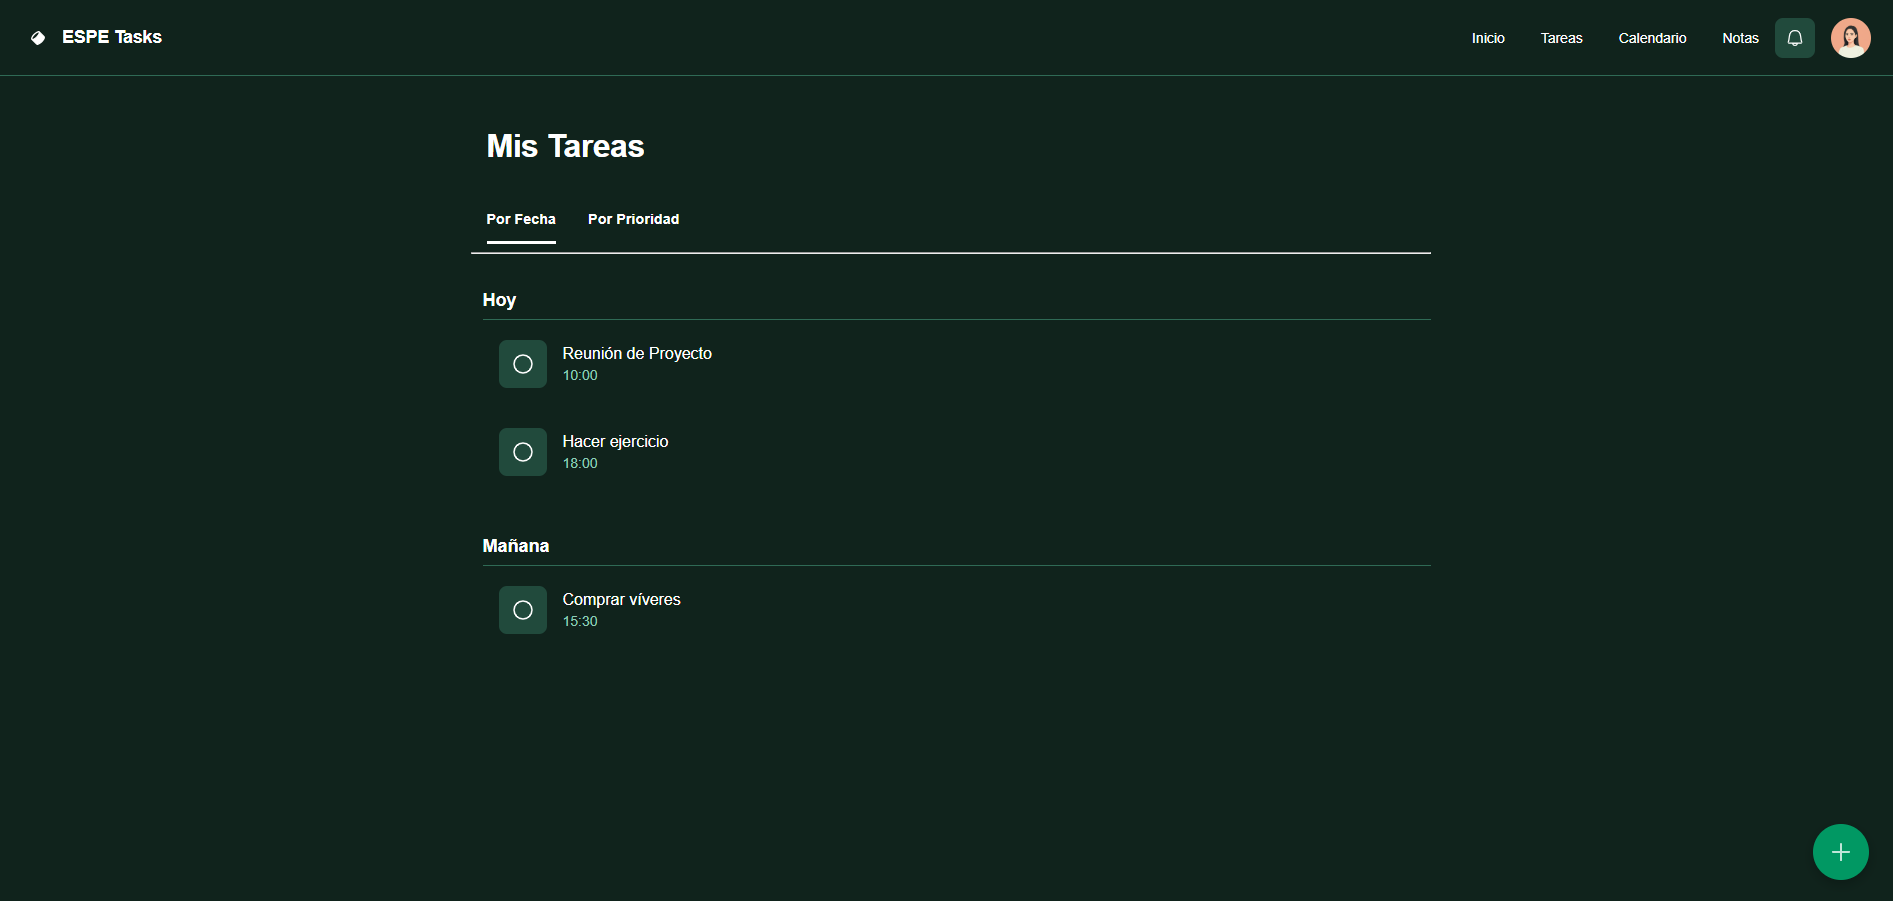 ESPE Tasks
Inicio Tareas Calendario Notas
Mis Tareas
Por Fecha Por Prioridad
Hoy
Reunión de Proyecto
10:00
Hacer ejercicio
18:00
Mañana
Comprar víveres
15:30